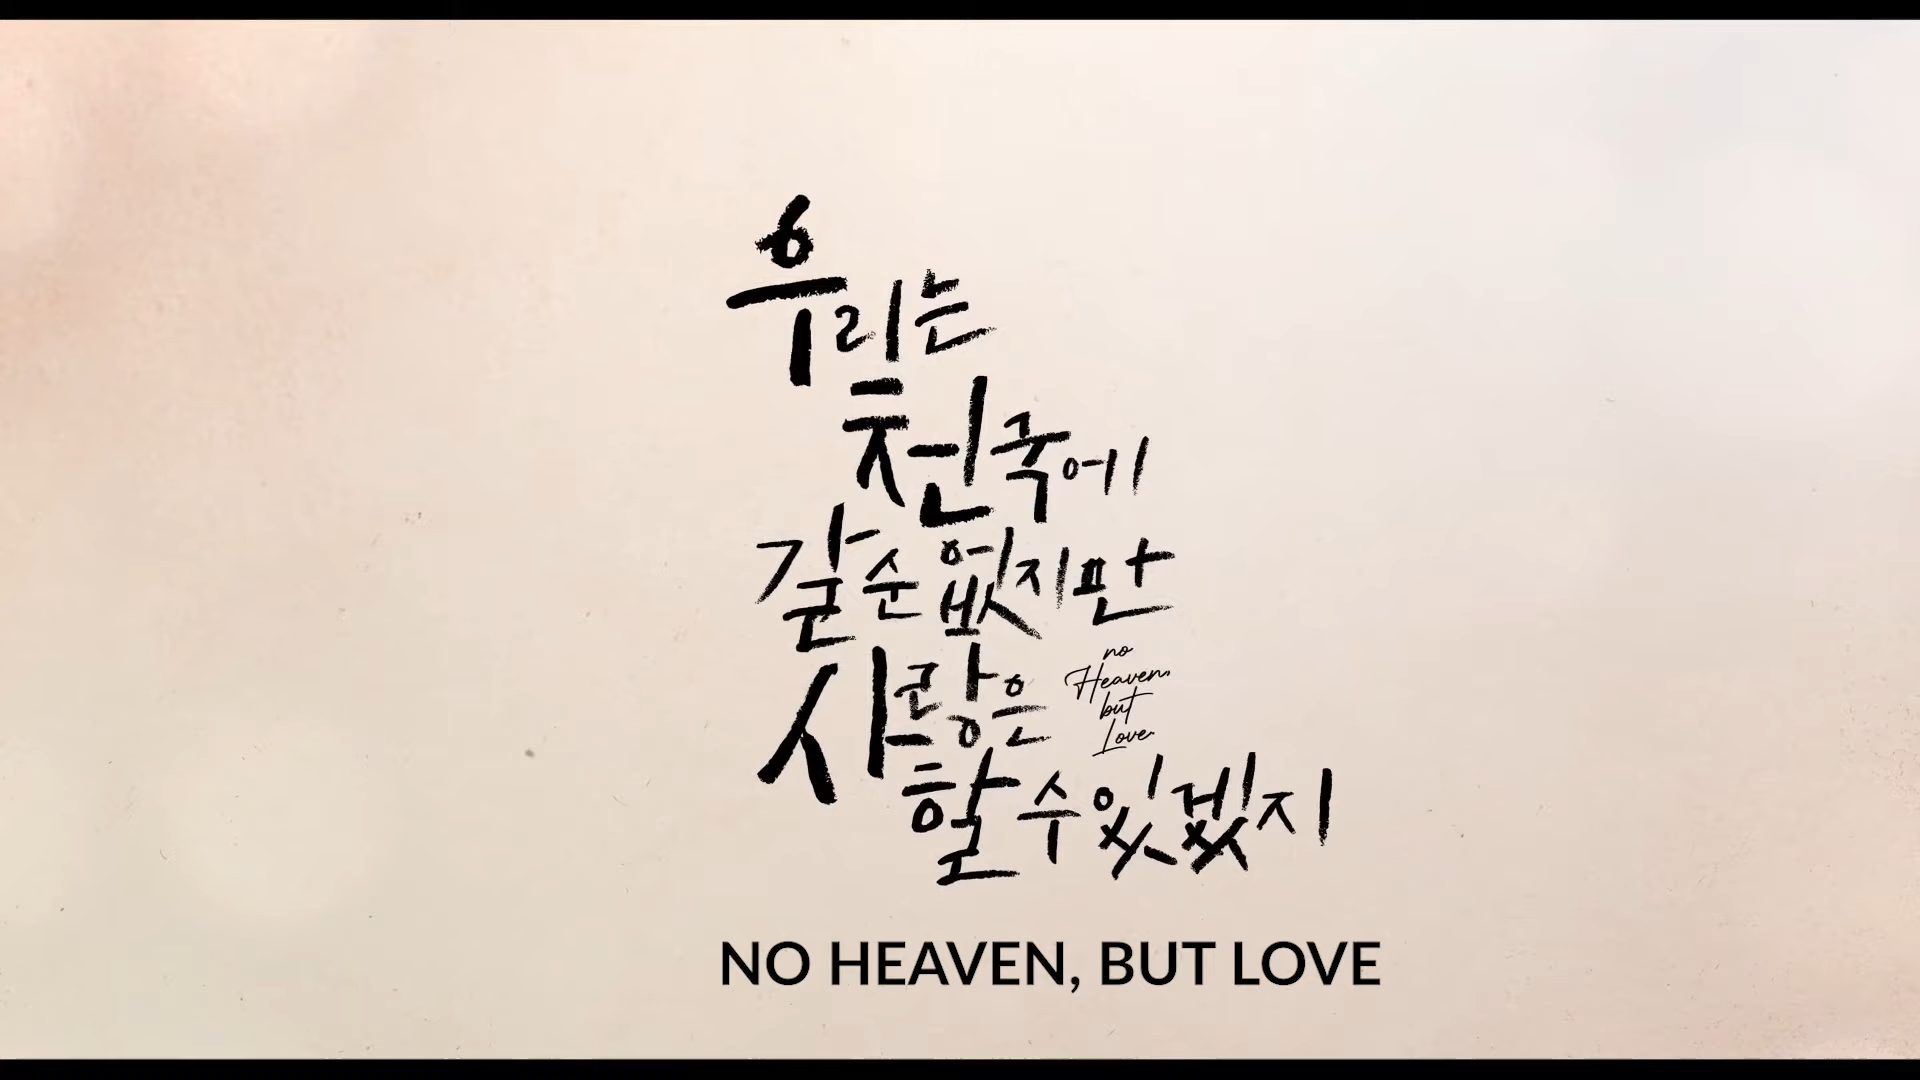 우리는
천국에
갈 순 없지만
사랑은
no
Heaven,
but
Love
할 수 있겠지
NO HEAVEN, BUT LOVE